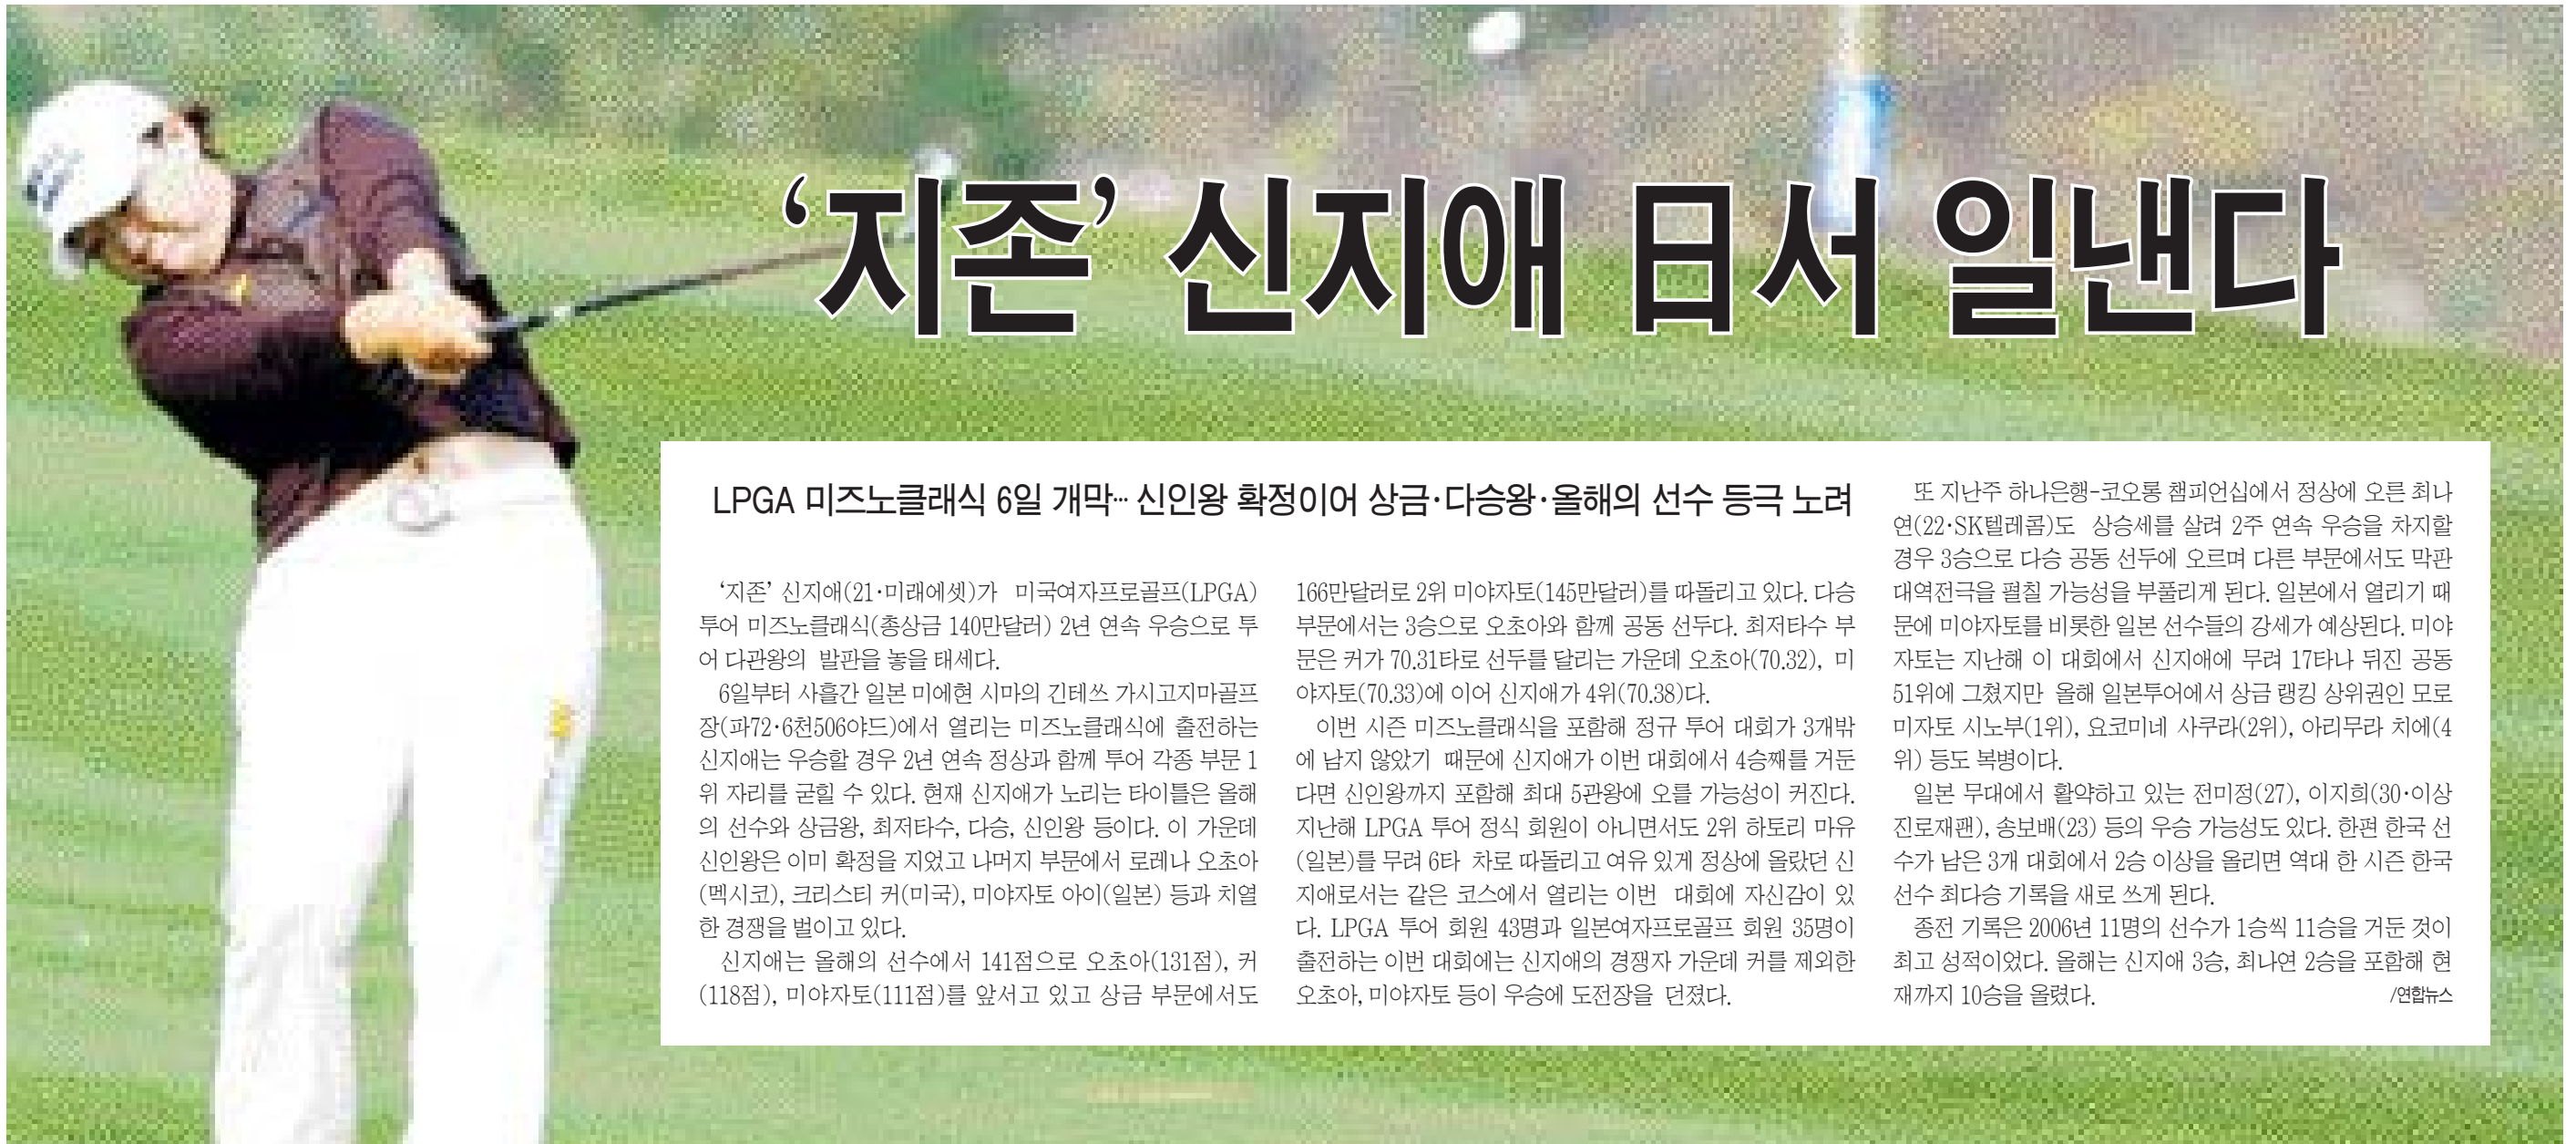 ‘지존’ 신지애 日서 일낸다
LPGA 미즈노클래식 6일 개막… 신인왕 확정이어 상금·다승왕·올해의 선수 등극 노려
‘지존’ 신지애(21·미래에셋)가 미국여자프로골프(LPGA)
투어 미즈노클래식(총상금 140만달러) 2년 연속 우승으로 투
어 다관왕의 발판을 놓을 태세다.
6일부터 사흘간 일본 미에현 시마의 긴테쓰 가시고지마골프
장(파72·6천506야드)에서 열리는 미즈노클래식에 출전하는
신지애는 우승할 경우 2년 연속 정상과 함께 투어 각종 부문 1
위 자리를 굳힐 수 있다. 현재 신지애가 노리는 타이틀은 올해
의 선수와 상금왕, 최저타수, 다승, 신인왕 등이다. 이 가운데
신인왕은 이미 확정을 지었고 나머지 부문에서 로레나 오초아
(멕시코), 크리스티 커(미국), 미야자토 아이(일본) 등과 치열
한 경쟁을 벌이고 있다.
신지애는 올해의 선수에서 141점으로 오초아(131점), 커
(118점), 미야자토(111점)를 앞서고 있고 상금 부문에서도
166만달러로 2위 미야자토(145만달러)를 따돌리고 있다. 다승
부문에서는 3승으로 오초아와 함께 공동 선두다. 최저타수 부
문은 커가 70.31타로 선두를 달리는 가운데 오초아(70.32), 미
야자토(70.33)에 이어 신지애가 4위(70.38)다.
이번 시즌 미즈노클래식을 포함해 정규 투어 대회가 3개밖
에 남지 않았기 때문에 신지애가 이번 대회에서 4승째를 거둔
다면 신인왕까지 포함해 최대 5관왕에 오를 가능성이 커진다.
지난해 LPGA 투어 정식 회원이 아니면서도 2위 하토리 마유
(일본)를 무려 6타 차로 따돌리고 여유 있게 정상에 올랐던 신
지애로서는 같은 코스에서 열리는 이번 대회에 자신감이 있
다. LPGA 투어 회원 43명과 일본여자프로골프 회원 35명이
출전하는 이번 대회에는 신지애의 경쟁자 가운데 커를 제외한
오초아, 미야자토 등이 우승에 도전장을 던졌다.
또 지난주 하나은행-코오롱 챔피언십에서 정상에 오른 최나
연(22·SK텔레콤)도 상승세를 살려 2주 연속 우승을 차지할
경우 3승으로 다승 공동 선두에 오르며 다른 부문에서도 막판
대역전극을 펼칠 가능성을 부풀리게 된다. 일본에서 열리기 때
문에 미야자토를 비롯한 일본 선수들의 강세가 예상된다. 미야
자토는 지난해 이 대회에서 신지애에 무려 17타나 뒤진 공동
51위에 그쳤지만 올해 일본투어에서 상금 랭킹 상위권인 모로
미자토 시노부(1위), 요코미네 사쿠라(2위), 아리무라 치에(4
위) 등도 복병이다.
일본 무대에서 활약하고 있는 전미정(27), 이지희(30·이상
진로재팬), 송보배(23) 등의 우승 가능성도 있다. 한편 한국 선
수가 남은 3개 대회에서 2승 이상을 올리면 역대 한 시즌 한국
선수 최다승 기록을 새로 쓰게 된다.
종전 기록은 2006년 11명의 선수가 1승씩 11승을 거둔 것이
최고 성적이었다. 올해는 신지애 3승, 최나연 2승을 포함해 현
재까지 10승을 올렸다. /연합뉴스